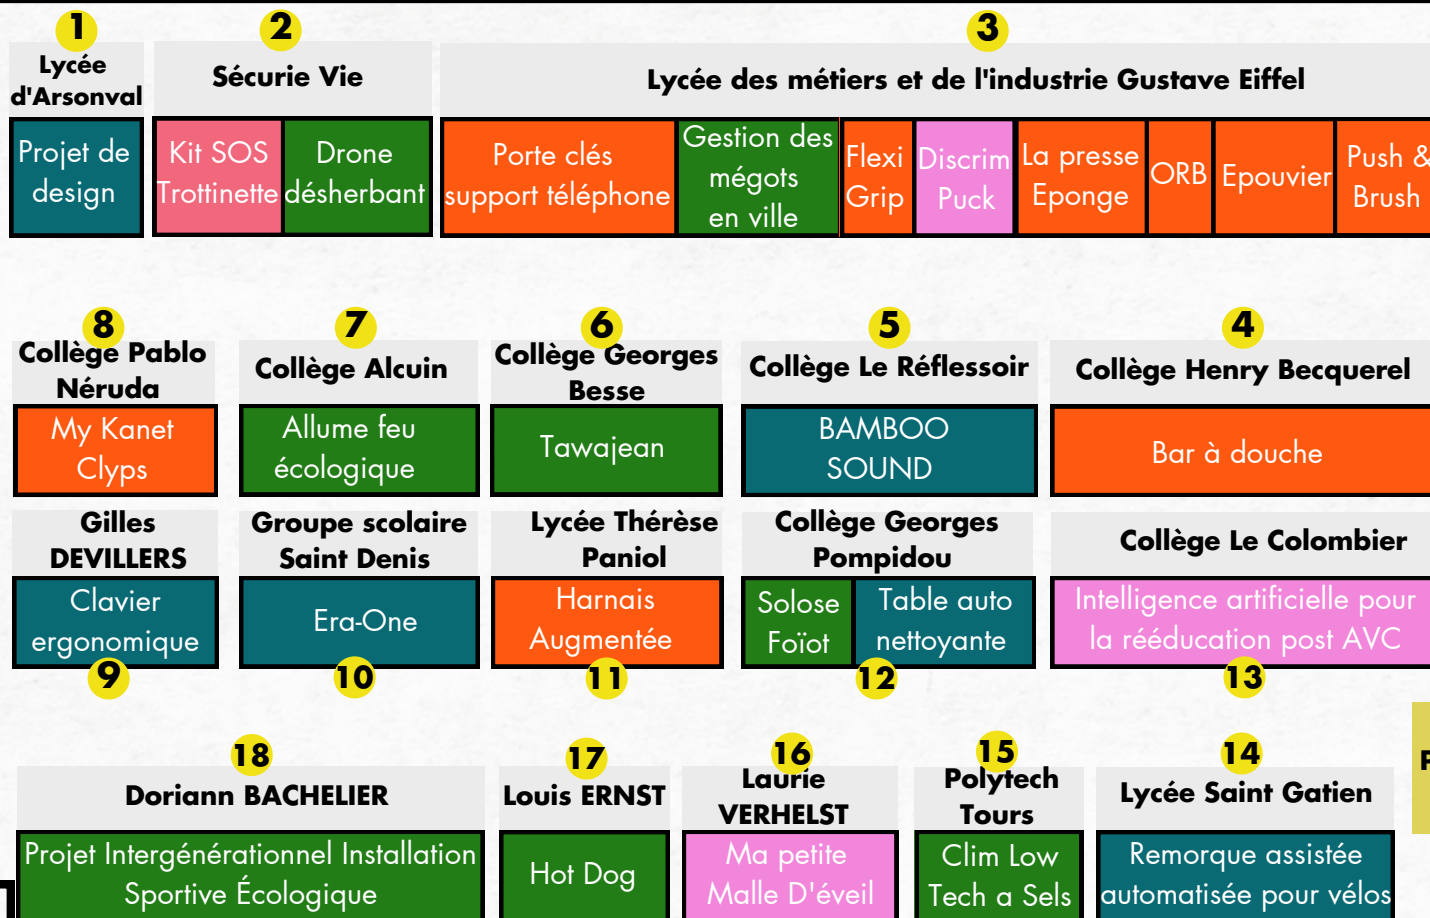 1
Lycée
d'Arsonval
Projet de
design
2
Sécurie Vie
Kit SOS
Trottinette
Drone
désherbant
3
Lycée des métiers et de l'industrie Gustave Eiffel
Porte clés
support téléphone
Gestion des
mégots
en ville
Flexi
Grip
Discrim
Puck
La presse
Eponge
ORB
Epouvier
Push &
Brush
8
Collège Pablo
Néruda
My Kanet
Clyps
7
Collège Alcuin
Allume feu
écologique
6
Collège Georges
Besse
Tawajean
5
Collège Le Réflessoir
BAMBOO
SOUND
4
Collège Henry Becquerel
Bar à douche
Gilles
DEVILLERS
Clavier
ergonomique
9
Groupe scolaire
Saint Denis
Era-One
10
Lycée Thérèse
Paniol
Harnais
Augmentée
11
Collège Georges
Pompidou
Solose
Foïot
Table auto
nettoyante
12
Collège Le Colombier
Intelligence artificielle pour
la rééducation post AVC
13
18
Doriann BACHELIER
Projet Intergénérationnel Installation
Sportive Écologique
17
Louis ERNST
Hot Dog
16
Laurie
VERHELST
Ma petite
Malle D'éveil
15
Polytech
Tours
Clim Low
Tech a Sels
14
Lycée Saint Gatien
Remorque assistée
automatisée pour vélos